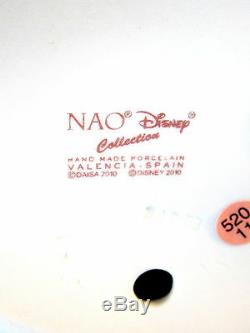 NAO® Disney
Collection
HAND MADE PORCELAIN
VALENCIA - SPAIN
©DAISA 2010 ©DISNEY 2010
520
11